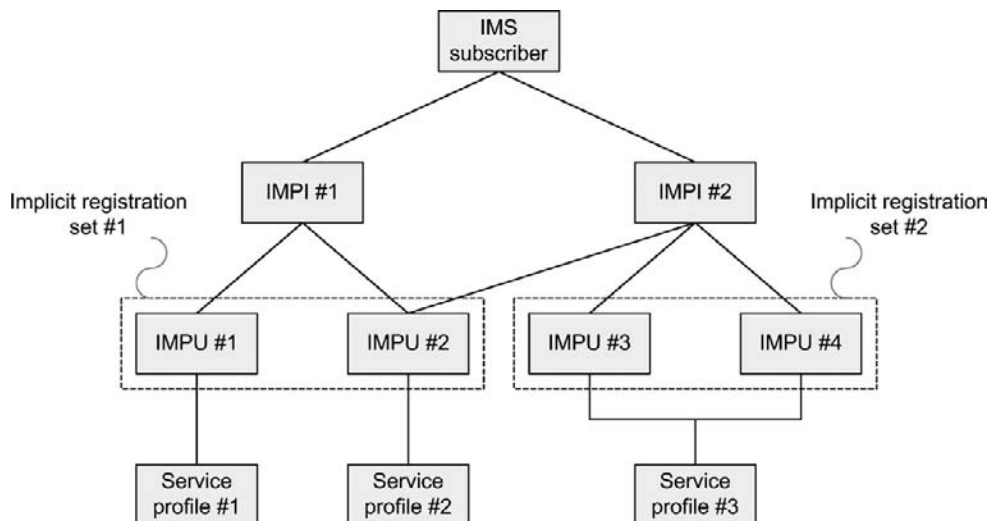 IMS
subscriber
IMPI #1
IMPI #2
Implicit registration
set #1
Implicit registration
set #2
IMPU #1
IMPU #2
IMPU #3
IMPU #4
Service
profile #1
Service
profile #2
Service
profile #3